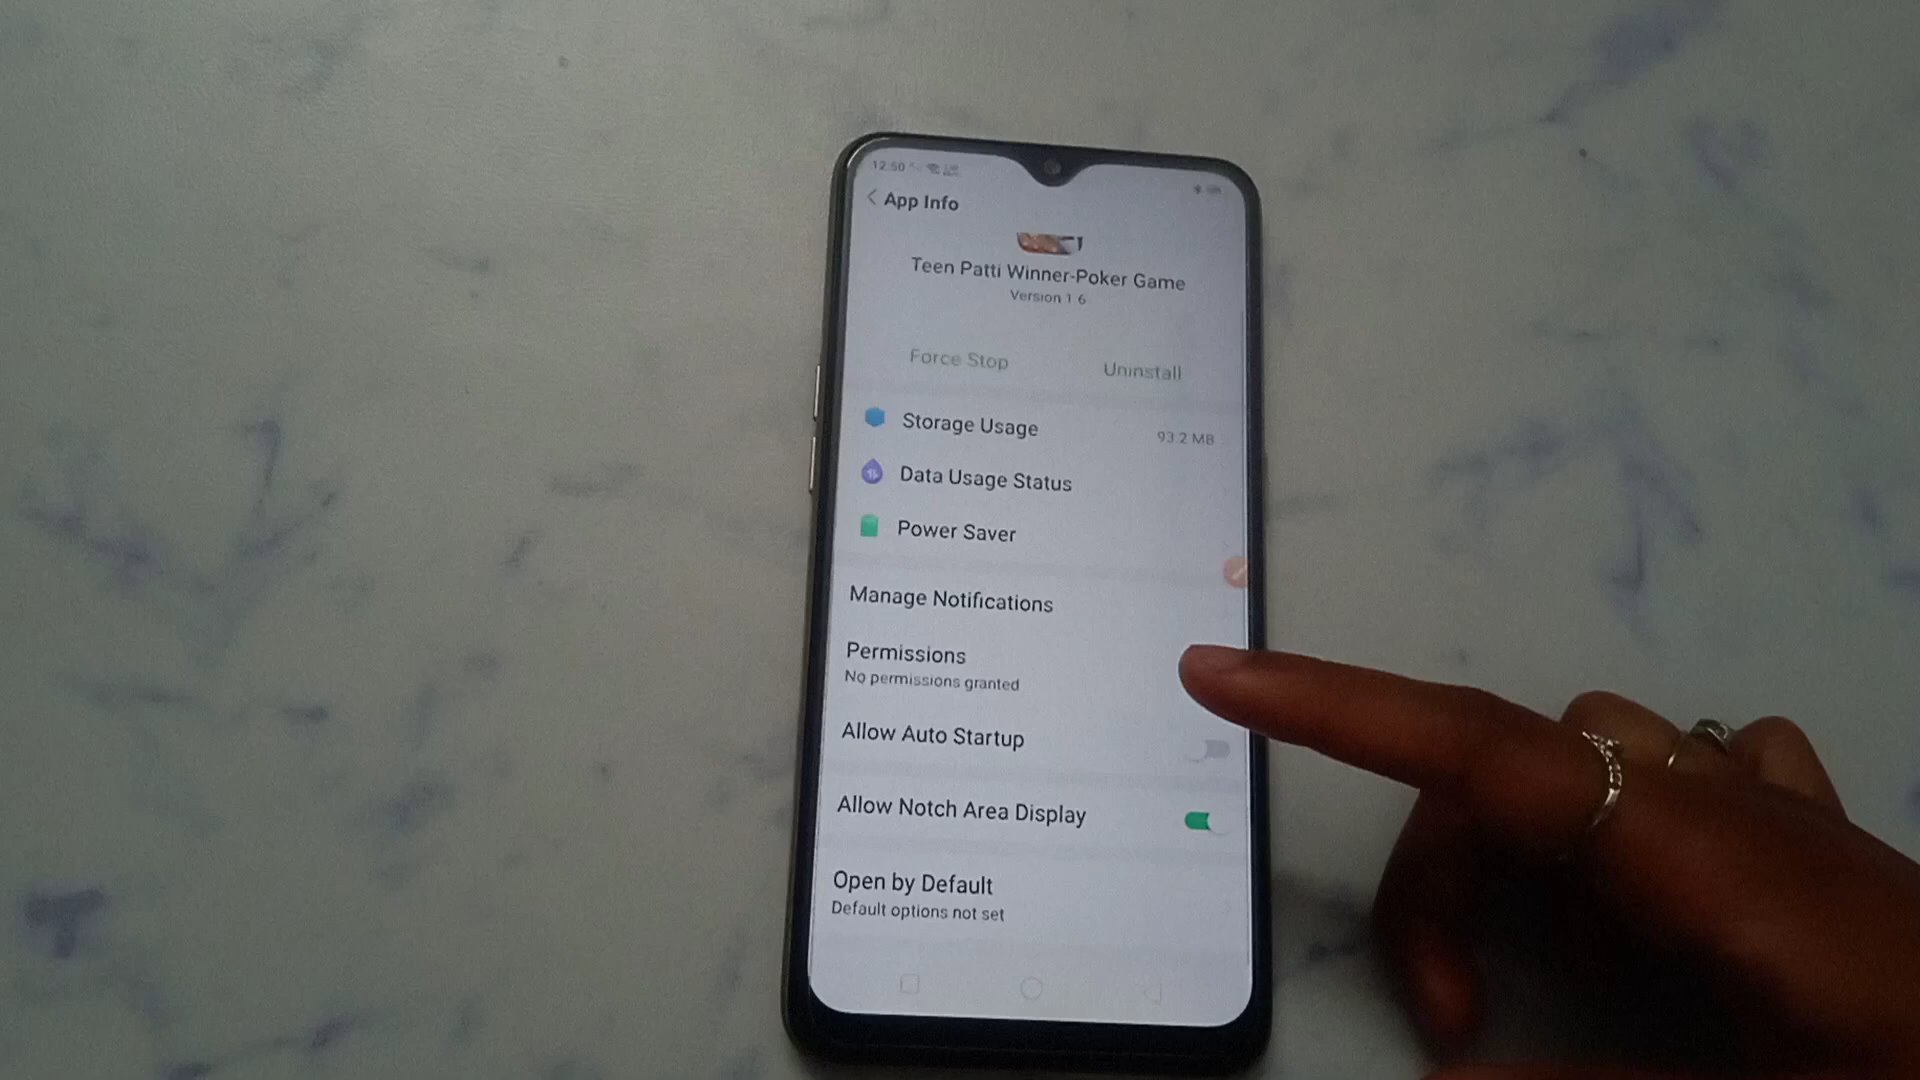 12:50
App Info
Teen Patti Winner-Poker Game
Version 1.6
Force Stop
Uninstall
Storage Usage
93.2 MB
Data Usage Status
Power Saver
Manage Notifications
Permissions
No permissions granted
Allow Auto Startup
Allow Notch Area Display
Open by Default
Default options not set